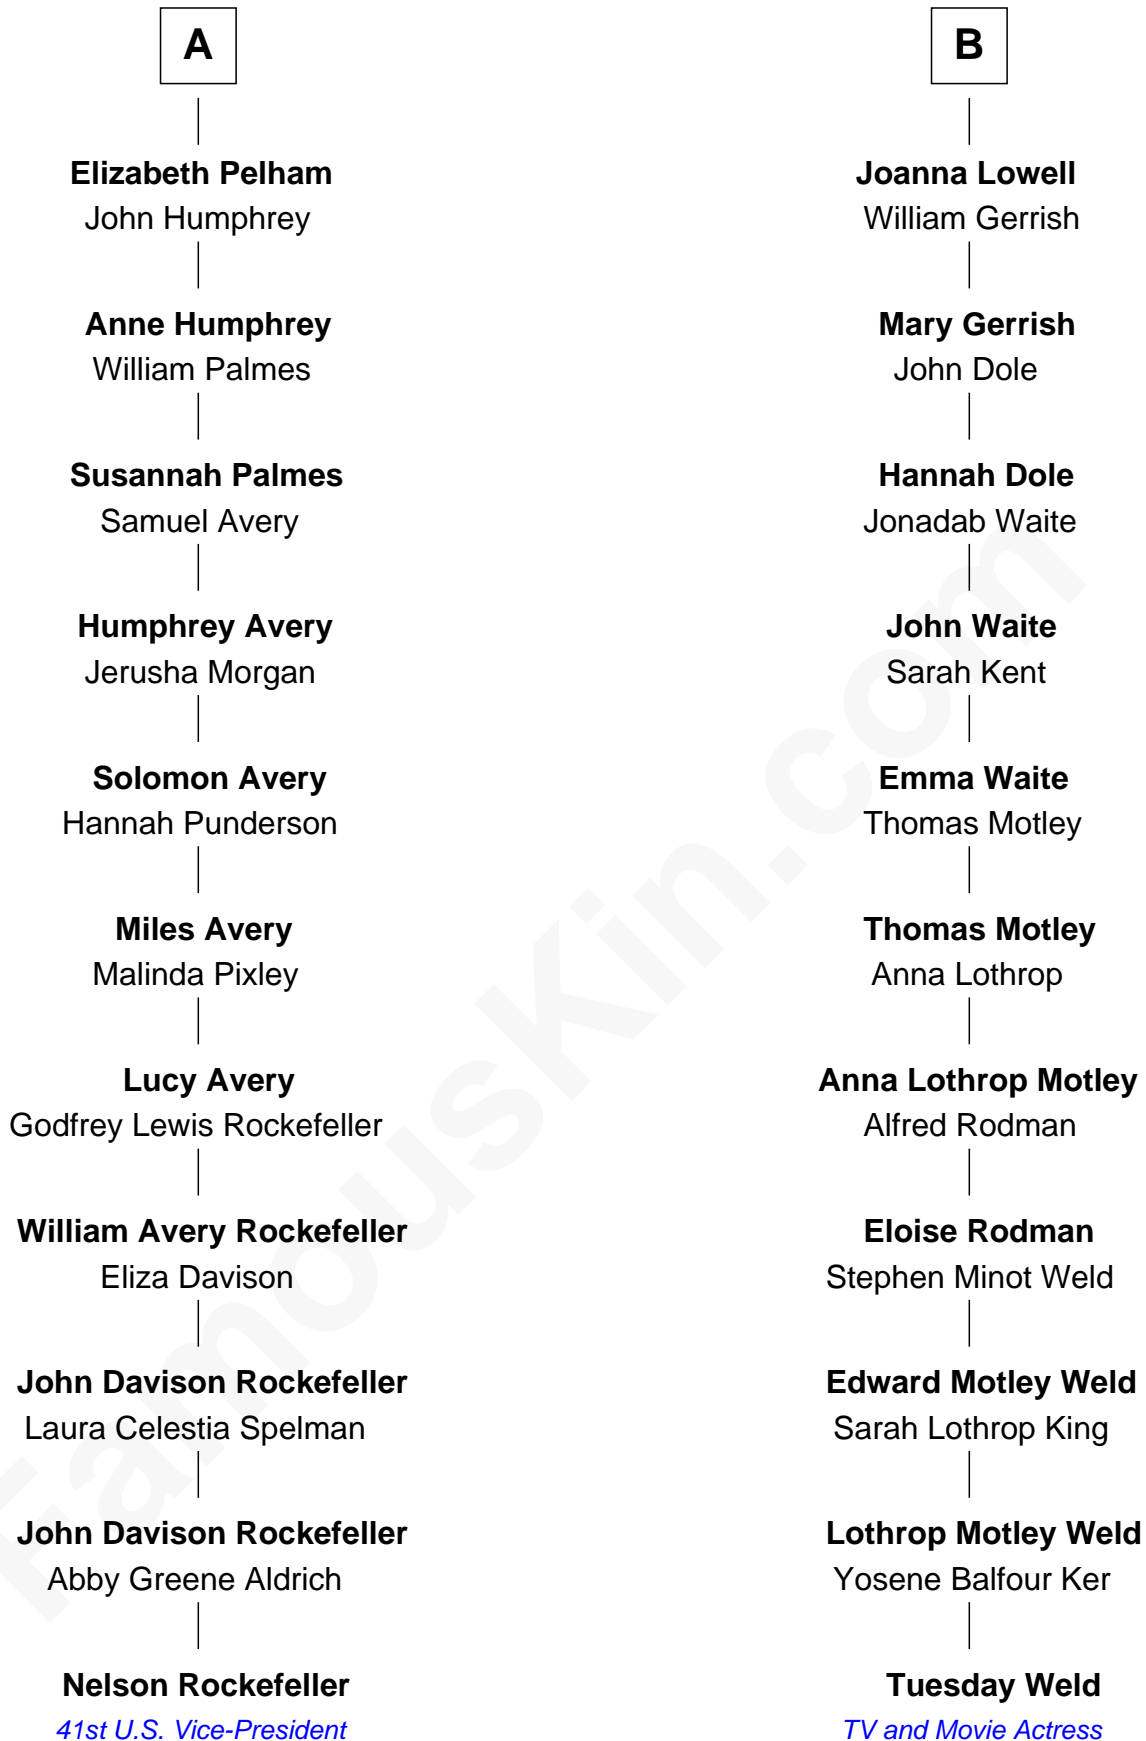 A
Elizabeth Pelham
John Humphrey
Anne Humphrey
William Palmes
Susannah Palmes
Samuel Avery
Humphrey Avery
Jerusha Morgan
Solomon Avery
Hannah Punderson
Miles Avery
Malinda Pixley
Lucy Avery
Godfrey Lewis Rockefeller
William Avery Rockefeller
Eliza Davison
John Davison Rockefeller
Laura Celestia Spelman
John Davison Rockefeller
Abby Greene Aldrich
Nelson Rockefeller
41st U.S. Vice-President
B
Joanna Lowell
William Gerrish
Mary Gerrish
John Dole
Hannah Dole
Jonadab Waite
John Waite
Sarah Kent
Emma Waite
Thomas Motley
Thomas Motley
Anna Lothrop
Anna Lothrop Motley
Alfred Rodman
Eloise Rodman
Stephen Minot Weld
Edward Motley Weld
Sarah Lothrop King
Lothrop Motley Weld
Yosene Balfour Ker
Tuesday Weld
TV and Movie Actress
FamousKin.com